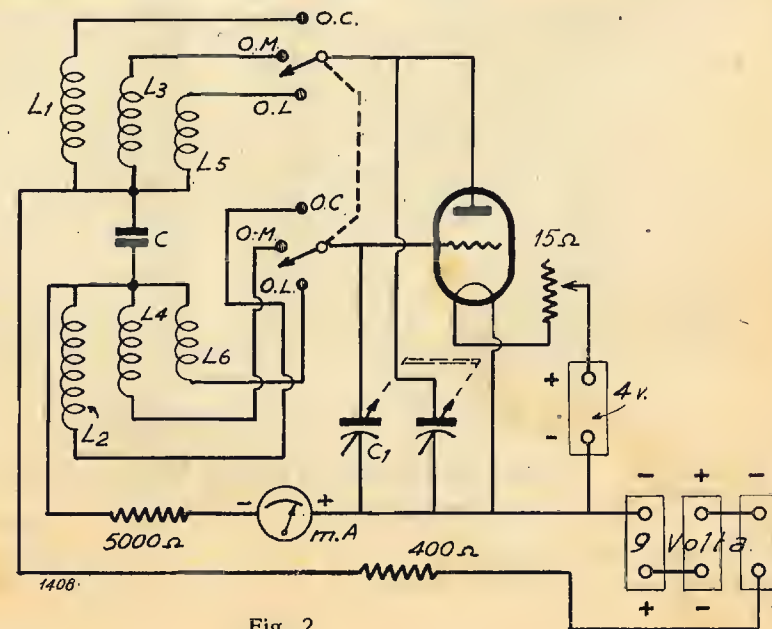 O.C.
O.M.
O.L
L1
L3
L5
C
O.C
O.M.
O.L.
L4
L6
L2
15Ω
+
4v.
-
C1
- +
m.A
5000Ω
400Ω
- + -
9 Volta.
+ -
1408.
Fig. 2